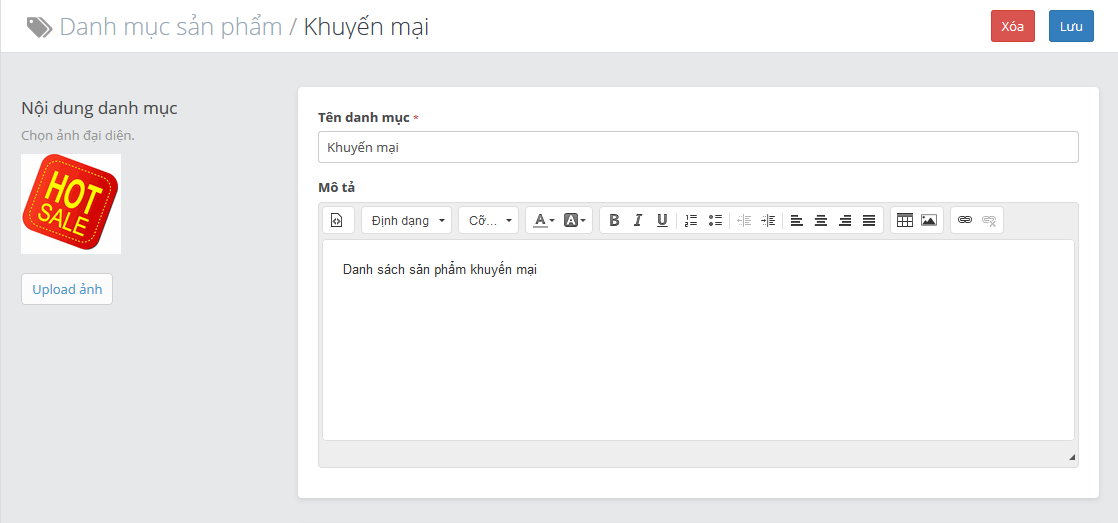 Danh mục sản phẩm / Khuyến mại
Xóa
Lưu
Nội dung danh mục
Chọn ảnh đại diện.
HOT
SALE
Upload ảnh
Tên danh mục *
Khuyến mại
Mô tả
Định dạng
Cỡ...
A
A
B
I
U
Danh sách sản phẩm khuyến mại